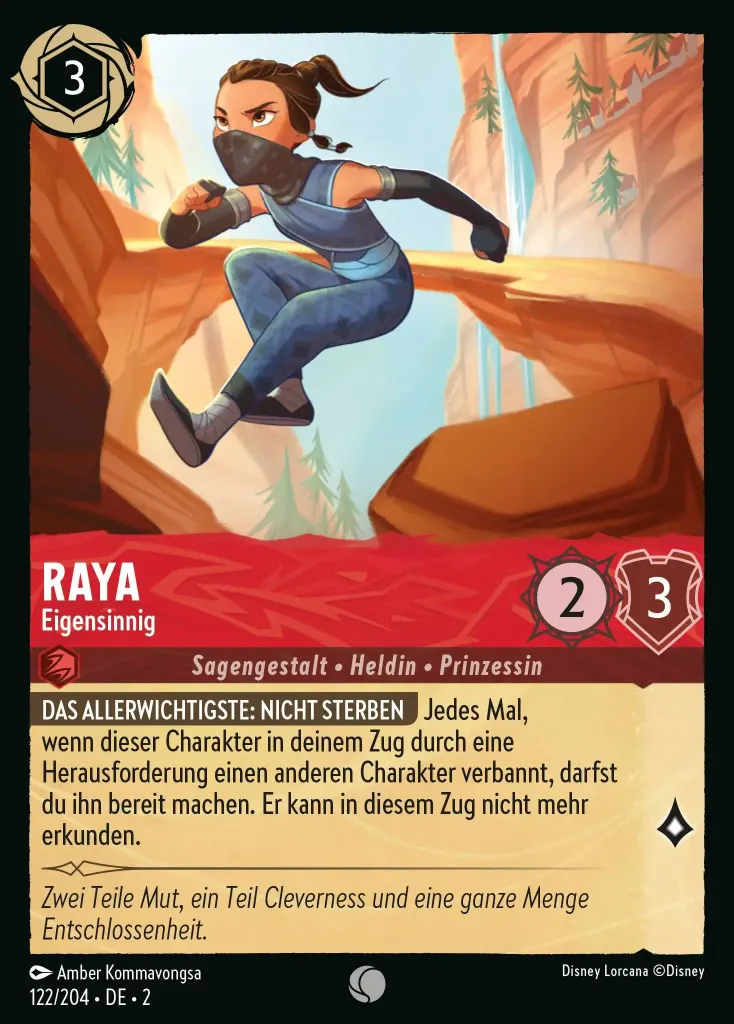 3
RAYA
Eigensinnig
2
3
Sagengestalt • Heldin • Prinzessin
DAS ALLERWICHTIGSTE: NICHT STERBEN Jedes Mal,
wenn dieser Charakter in deinem Zug durch eine
Herausforderung einen anderen Charakter verbannt, darfst
du ihn bereit machen. Er kann in diesem Zug nicht mehr
erkunden.
Zwei Teile Mut, ein Teil Cleverness und eine ganze Menge
Entschlossenheit.
Amber Kommavongsa
122/204 • DE • 2
Disney Lorcana ©Disney